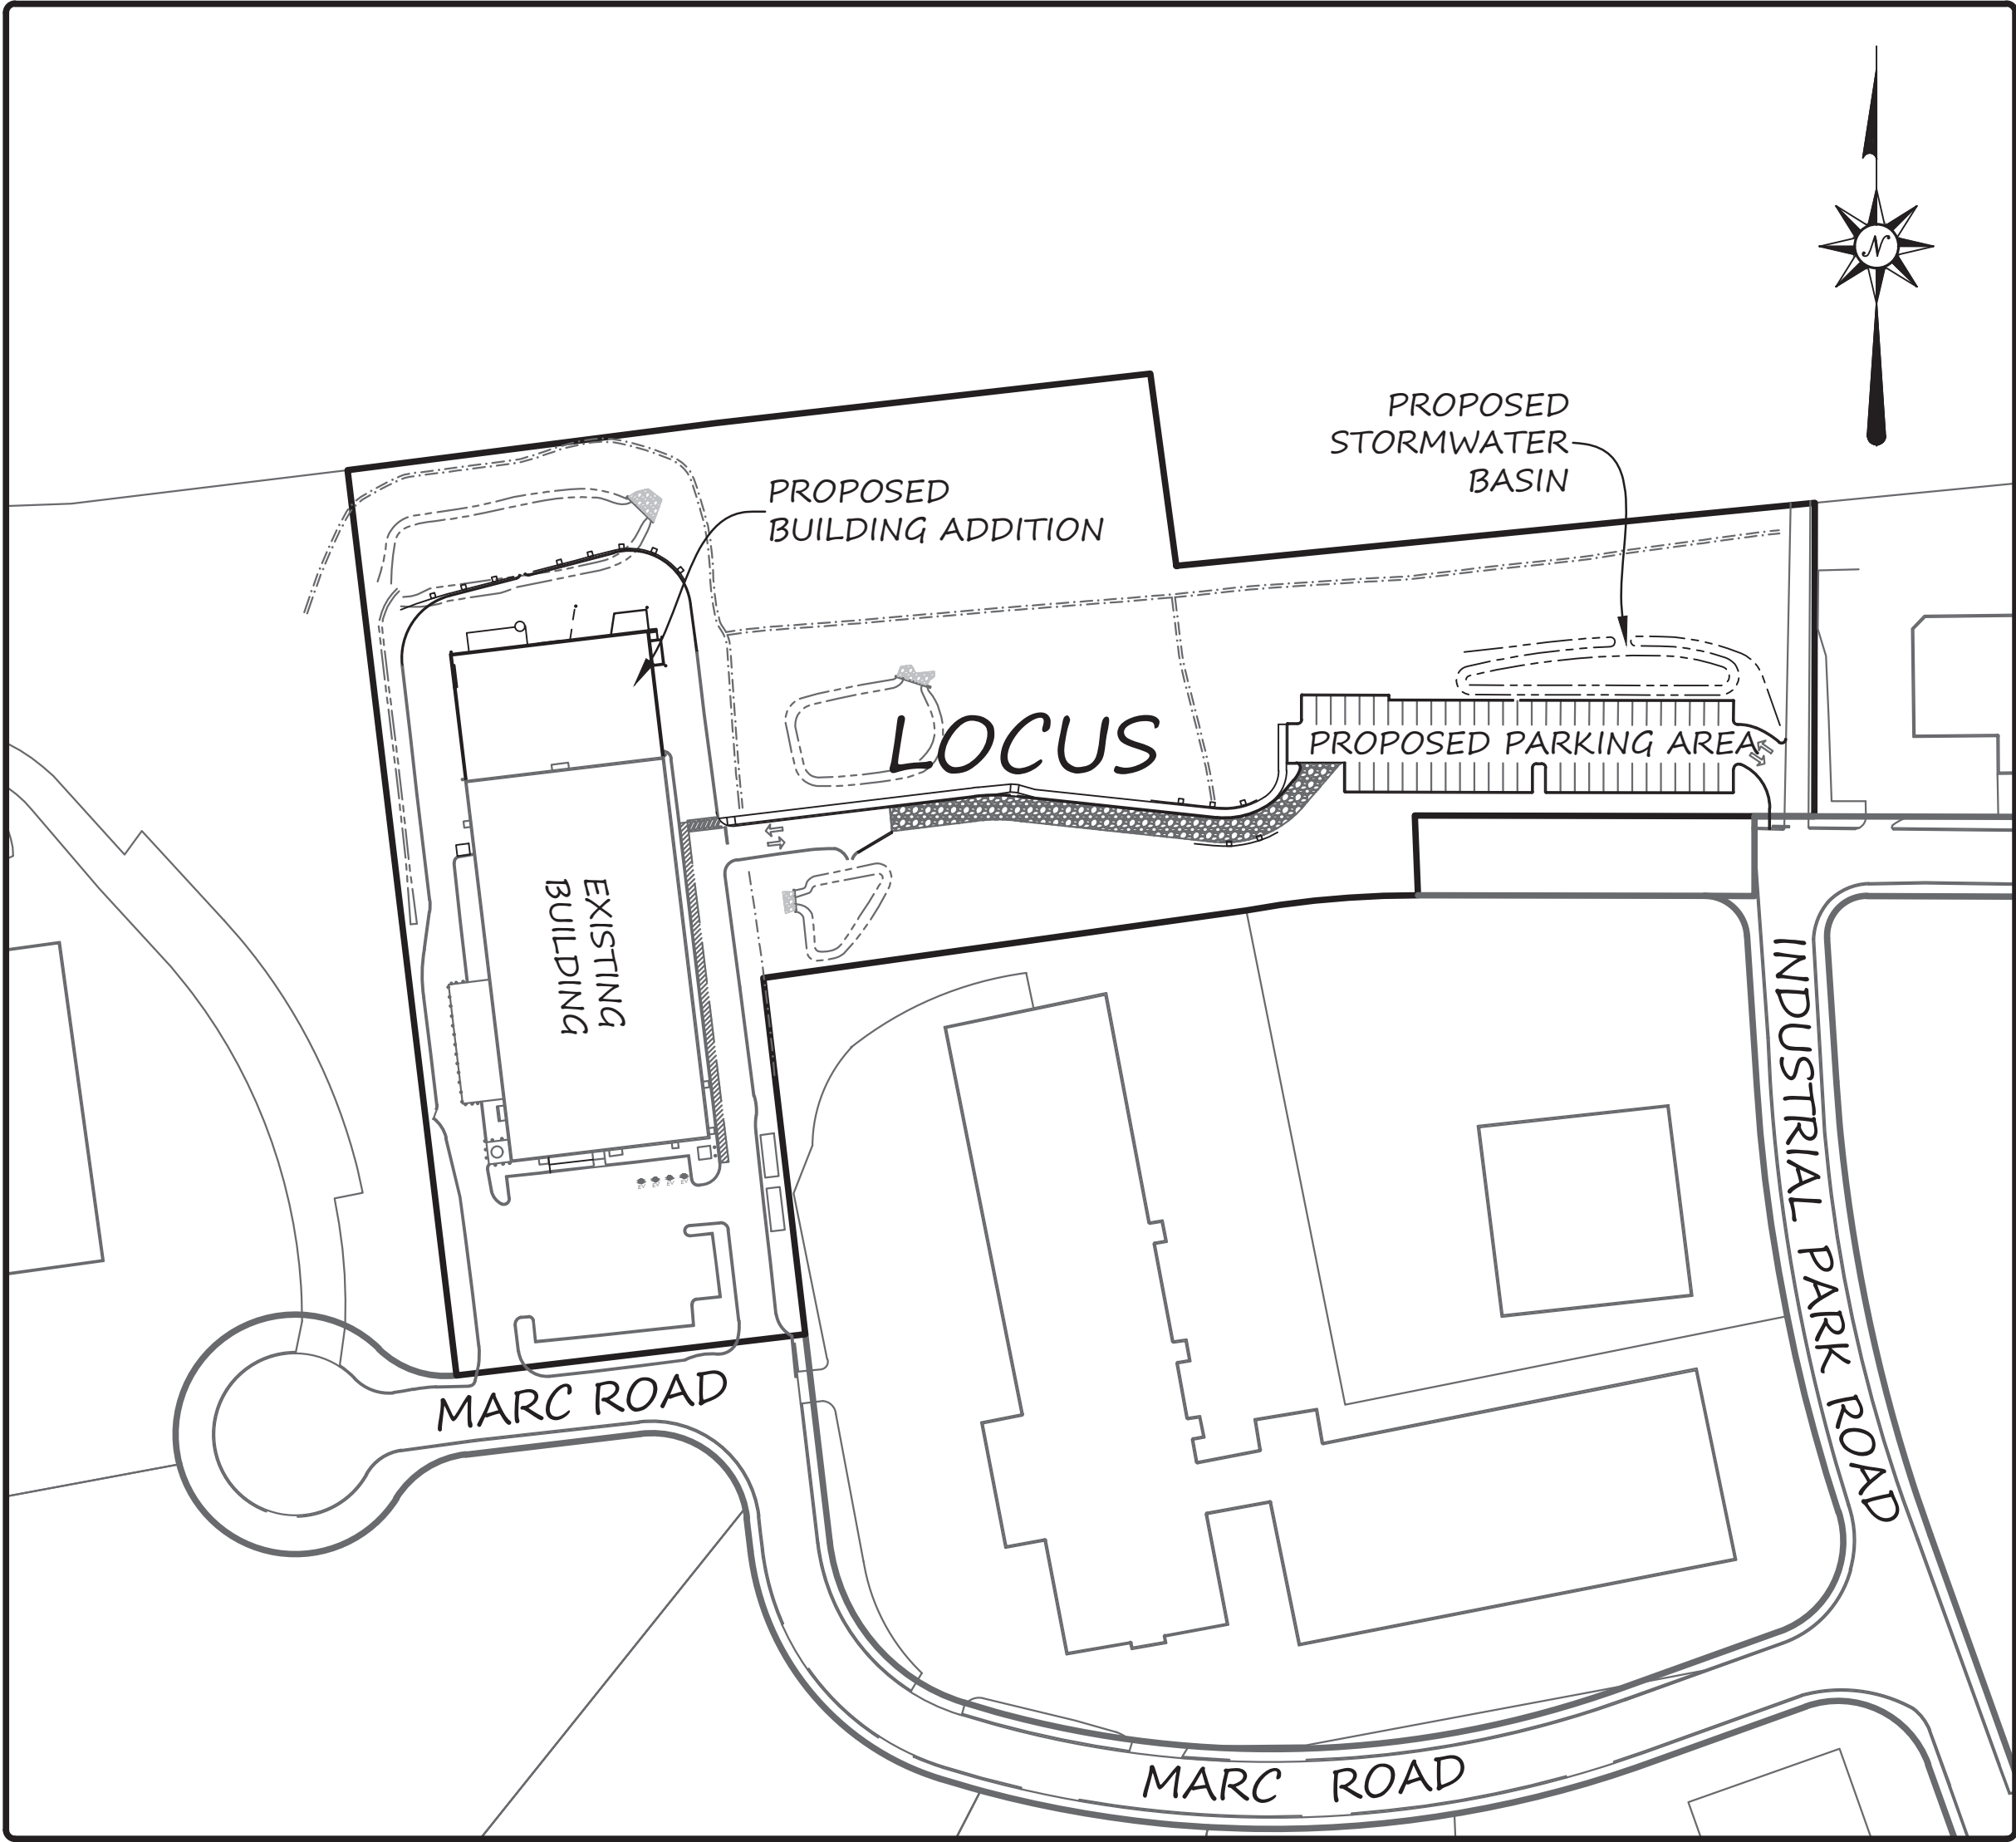 N
PROPOSED
STORMWATER
BASIN
PROPOSED
BUILDING ADDITION
LOCUS
PROPOSED PARKING AREA
EXISTING
BUILDING
INDUSTRIAL PARK ROAD
MARC ROAD
MARC ROAD